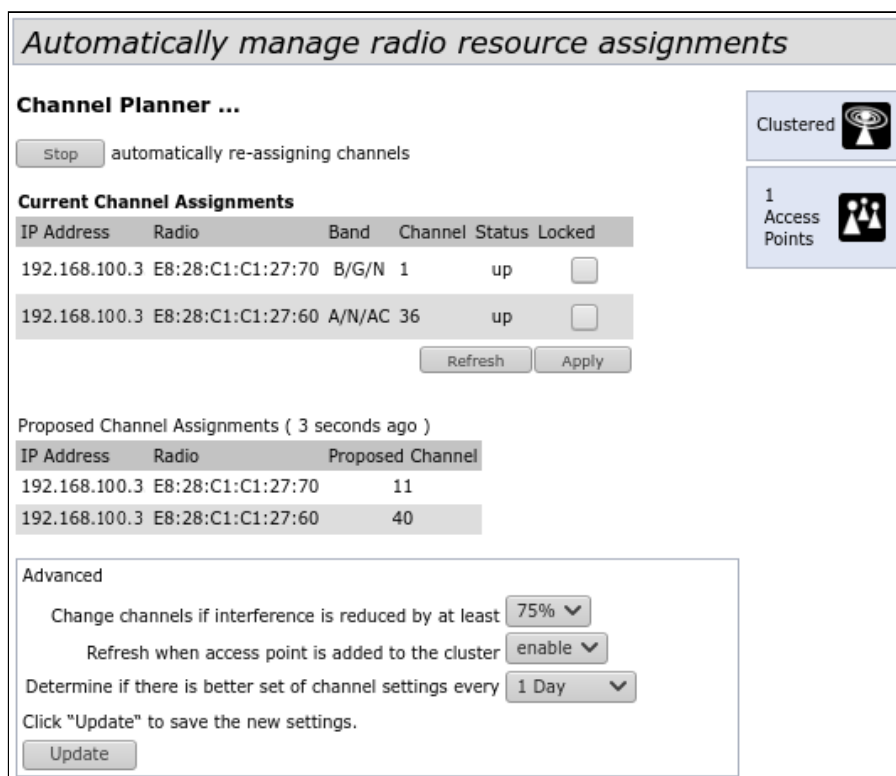 Automatically manage radio resource assignments
Channel Planner ...
Clustered
Stop automatically re-assigning channels
1
Access
Points
Current Channel Assignments
IP Address Radio Band Channel Status Locked
192.168.100.3 E8:28:C1:C1:27:70 B/G/N 1 up
192.168.100.3 E8:28:C1:C1:27:60 A/N/AC 36 up
Refresh Apply
Proposed Channel Assignments ( 3 seconds ago )
IP Address Radio Proposed Channel
192.168.100.3 E8:28:C1:C1:27:70 11
192.168.100.3 E8:28:C1:C1:27:60 40
Advanced
Change channels if interference is reduced by at least 75%
Refresh when access point is added to the cluster enable
Determine if there is better set of channel settings every 1 Day
Click "Update" to save the new settings.
Update